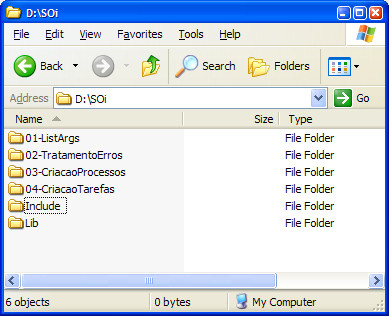 D:\SOi
File Edit View Favorites Tools Help
Back Search Folders
Address D:\SOi Go
Name Size Type
01-ListArgs File Folder
02-TratamentoErros File Folder
03-CriacaoProcessos File Folder
04-CriacaoTarefas File Folder
Include File Folder
Lib File Folder
6 objects 0 bytes My Computer